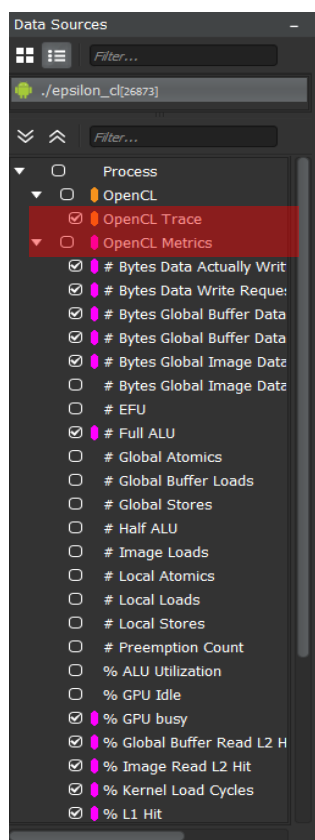 Data Sources
Filter...
./epsilon_cl[26873]
Filter...
Process
OpenCL
OpenCL Trace
OpenCL Metrics
# Bytes Data Actually Writ
# Bytes Data Write Reques
# Bytes Global Buffer Data
# Bytes Global Buffer Data
# Bytes Global Image Data
# Bytes Global Image Data
# EFU
# Full ALU
# Global Atomics
# Global Buffer Loads
# Global Stores
# Half ALU
# Image Loads
# Local Atomics
# Local Loads
# Local Stores
# Preemption Count
% ALU Utilization
% GPU Idle
% GPU busy
% Global Buffer Read L2 H
% Image Read L2 Hit
% Kernel Load Cycles
% L1 Hit